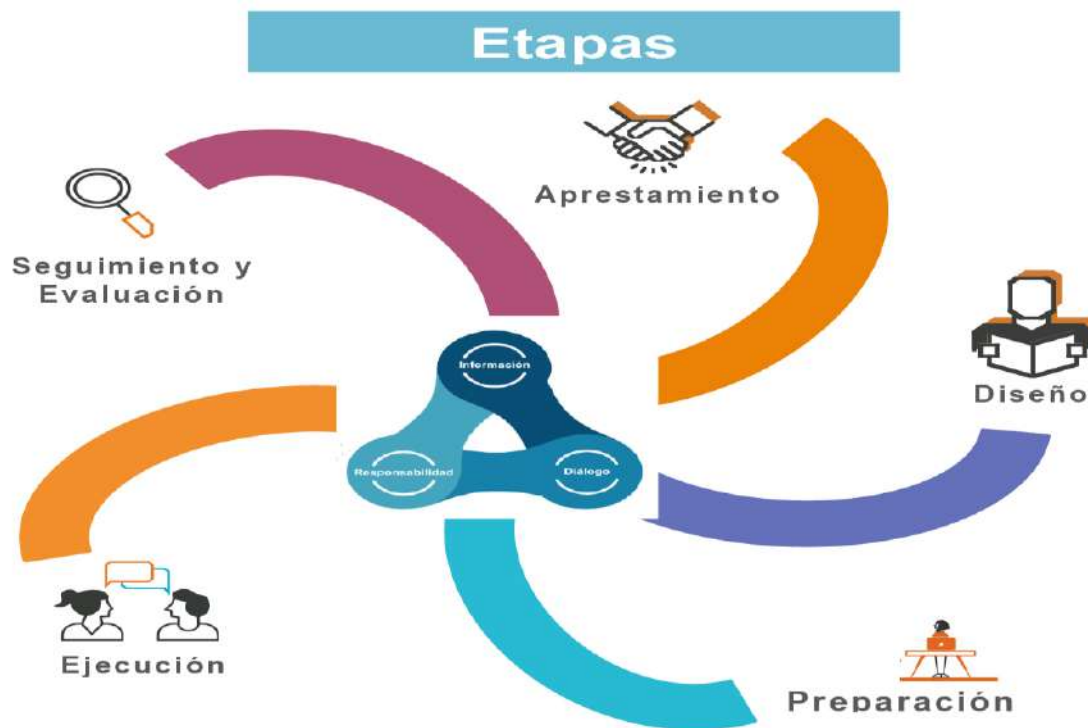 Etapas
Aprestamiento
Seguimiento y
Evaluación
Diseño
Información
Responsabilidad
Diálogo
Ejecución
Preparación